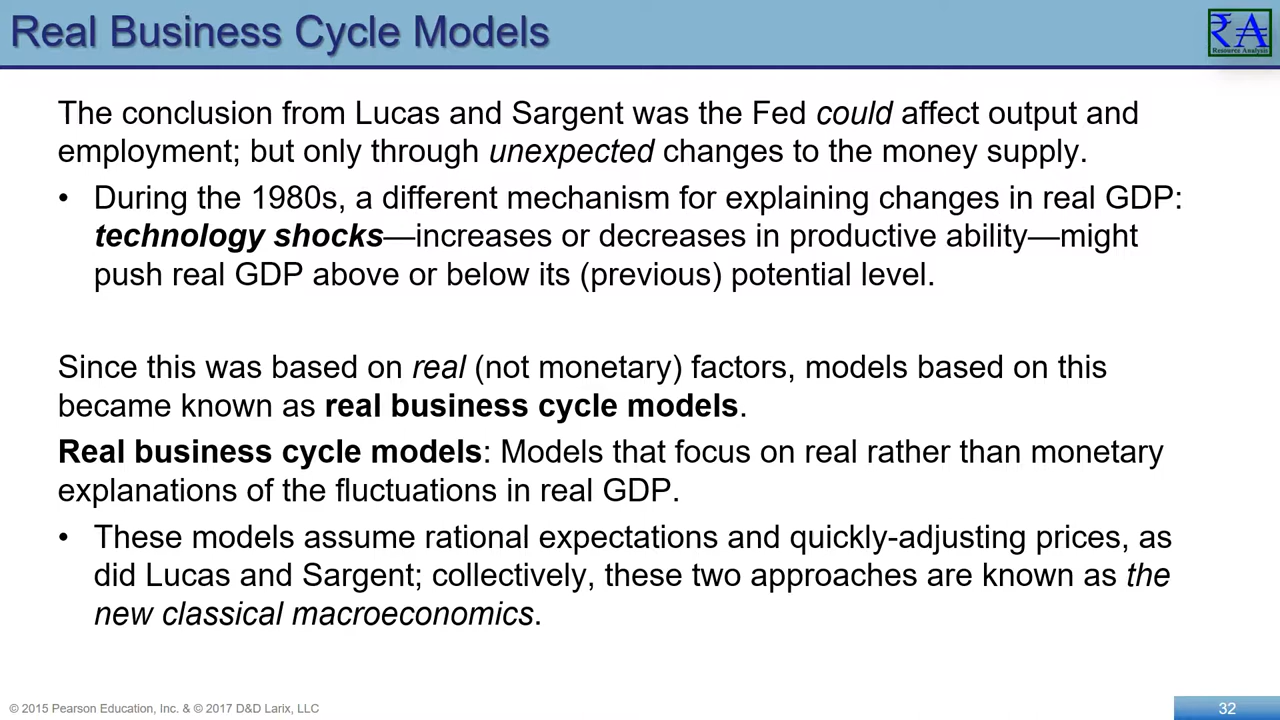 Real Business Cycle Models
₹A
Resource Analysis
The conclusion from Lucas and Sargent was the Fed could affect output and
employment; but only through unexpected changes to the money supply.
• During the 1980s, a different mechanism for explaining changes in real GDP:
technology shocks—increases or decreases in productive ability—might
push real GDP above or below its (previous) potential level.
Since this was based on real (not monetary) factors, models based on this
became known as real business cycle models.
Real business cycle models: Models that focus on real rather than monetary
explanations of the fluctuations in real GDP.
• These models assume rational expectations and quickly-adjusting prices, as
did Lucas and Sargent; collectively, these two approaches are known as the
new classical macroeconomics.
© 2015 Pearson Education, Inc. & © 2017 D&D Larix, LLC
32